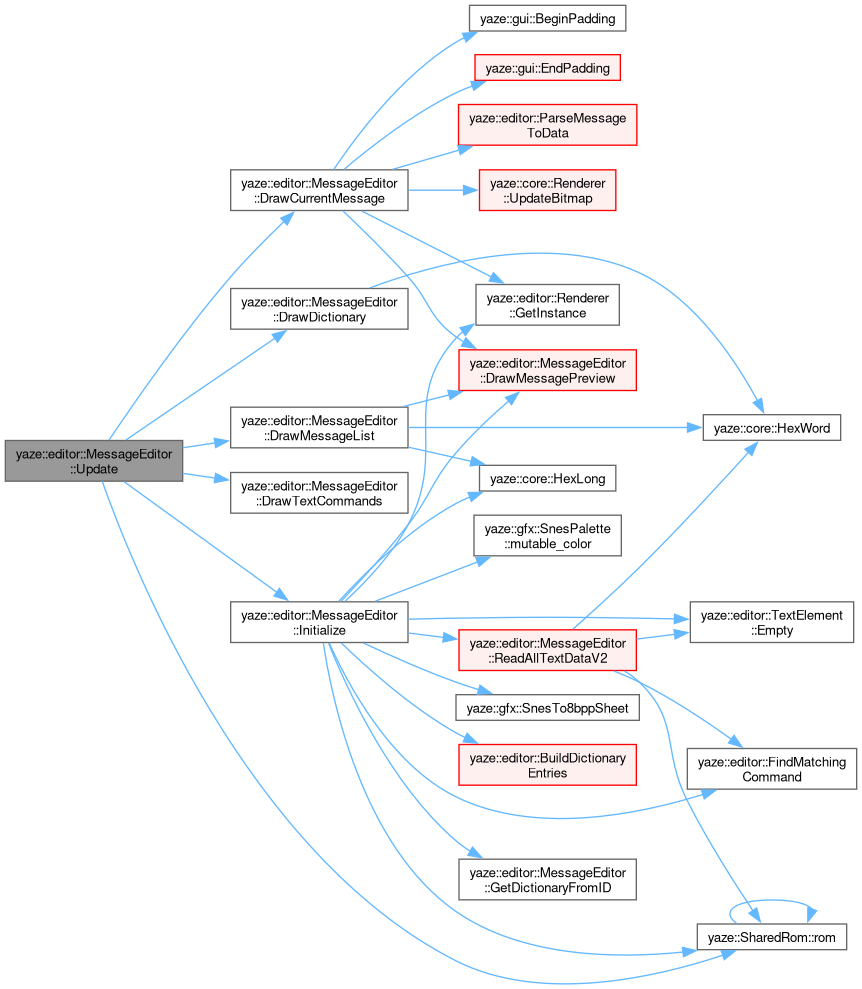 yaze::gui::BeginPadding
yaze::gui::EndPadding
yaze::editor::ParseMessage
ToData
yaze::editor::MessageEditor
::DrawCurrentMessage
yaze::core::Renderer
::UpdateBitmap
yaze::editor::MessageEditor
::DrawDictionary
yaze::editor::Renderer
::GetInstance
yaze::editor::MessageEditor
::DrawMessagePreview
yaze::editor::MessageEditor
::DrawMessageList
yaze::core::HexWord
yaze::editor::MessageEditor
::Update
yaze::editor::MessageEditor
::DrawTextCommands
yaze::core::HexLong
yaze::gfx::SnesPalette
::mutable_color
yaze::editor::MessageEditor
::Initialize
yaze::editor::TextElement
::Empty
yaze::editor::MessageEditor
::ReadAllTextDataV2
yaze::gfx::SnesTo8bppSheet
yaze::editor::BuildDictionary
Entries
yaze::editor::FindMatching
Command
yaze::editor::MessageEditor
::GetDictionaryFromID
yaze::SharedRom::rom